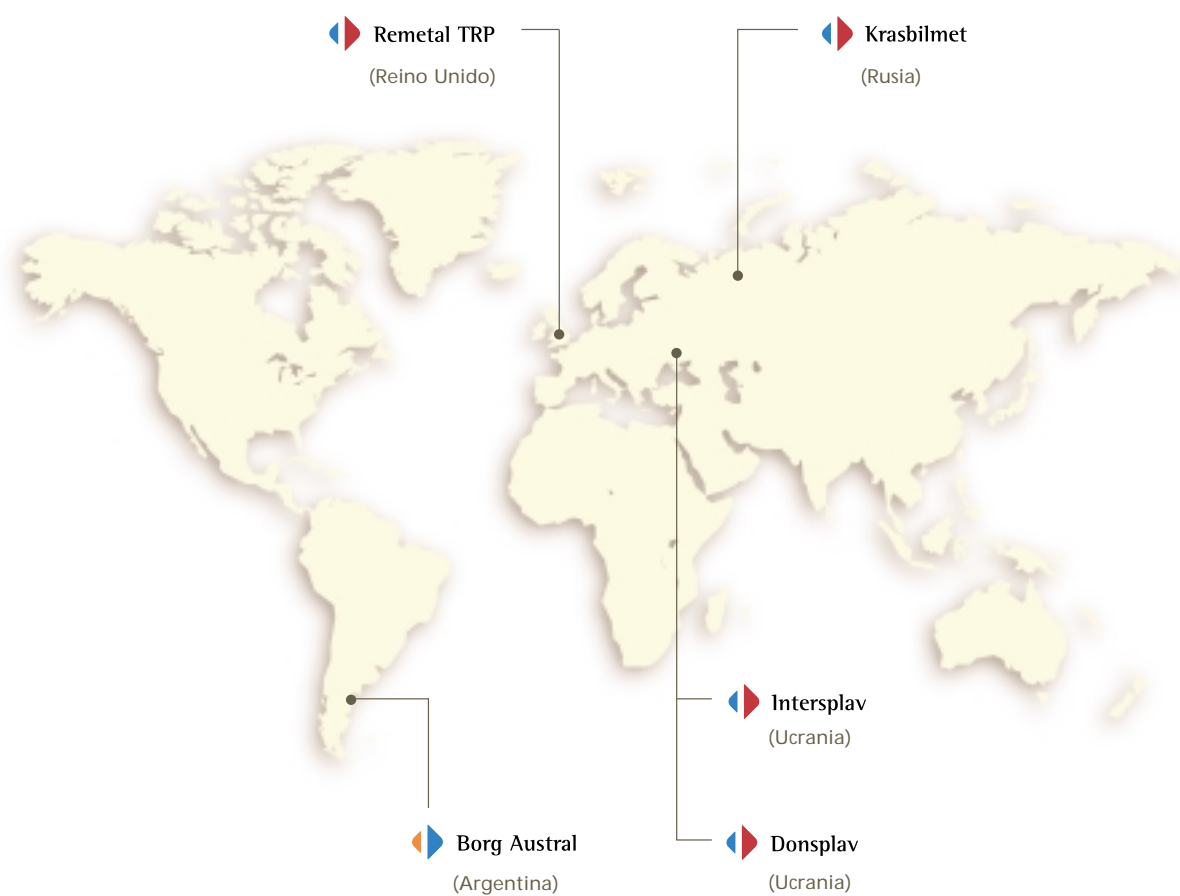 Remetal TRP
(Reino Unido)
Krasbilmet
(Rusia)
Intersplav
(Ucrania)
Borg Austral
(Argentina)
Donsplav
(Ucrania)